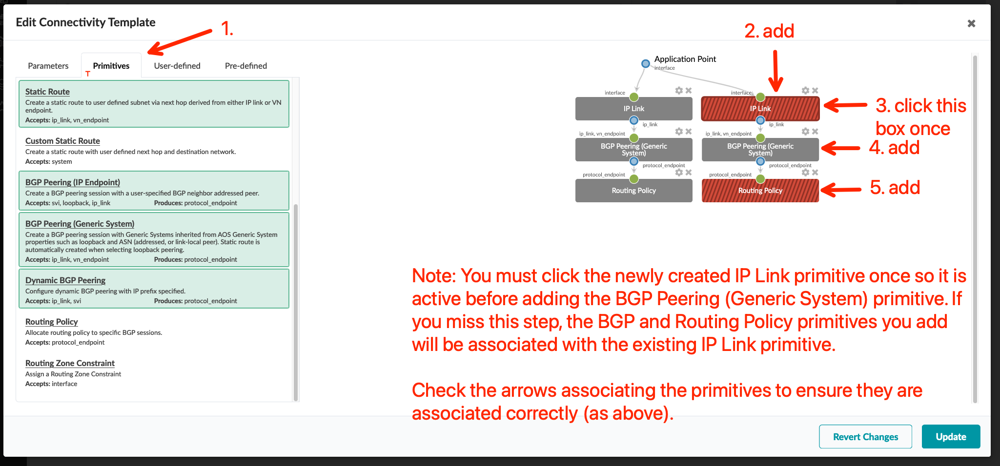 Edit Connectivity Template
1.
2. add
Parameters
Primitives
User-defined
Pre-defined
T
Static Route
Create a static route to user defined subnet via next hop derived from either IP link or VN
endpoint.
Accepts: ip_link, vn_endpoint
Custom Static Route
Create a static route with user defined next hop and destination network.
Accepts: system
BGP Peering (IP Endpoint)
Create a BGP peering session with a user-specified BGP neighbor addressed peer.
Accepts: svi, loopback, ip_link
Produces: protocol_endpoint
BGP Peering (Generic System)
Create a BGP peering session with Generic Systems inherited from AOS Generic System
properties such as loopback and ASN (addressed, or link-local peer). Static route is
automatically created when selecting loopback peering.
Accepts: ip_link, vn_endpoint
Produces: protocol_endpoint
Dynamic BGP Peering
Configure dynamic BGP peering with IP prefix specified.
Accepts: ip_link, svi
Produces: protocol_endpoint
Routing Policy
Allocate routing policy to specific BGP sessions.
Accepts: protocol_endpoint
Routing Zone Constraint
Assign a Routing Zone Constraint
Accepts: interface
Application Point
interface
interface
IP Link
ip_link
ip_link, vn_endpoint
BGP Peering (Generic
System)
protocol_endpoint
protocol_endpoint
Routing Policy
interface
IP Link
ip_link
ip_link, vn_endpoint
BGP Peering (Generic
System)
protocol_endpoint
protocol_endpoint
Routing Policy
3. click this
box once
4. add
5. add
Note: You must click the newly created IP Link primitive once so it is
active before adding the BGP Peering (Generic System) primitive. If
you miss this step, the BGP and Routing Policy primitives you add
will be associated with the existing IP Link primitive.
Check the arrows associating the primitives to ensure they are
associated correctly (as above).
Revert Changes
Update